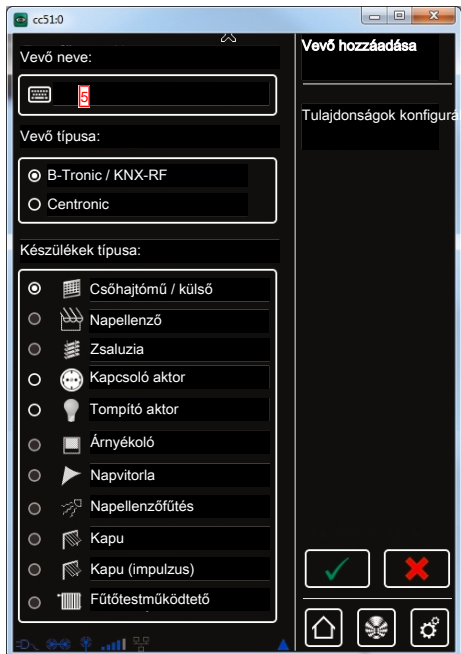 cc51:0
Vevő neve:
5
Vevő típusa:
B-Tronic / KNX-RF
Centronic
Készülékek típusa:
Csőhajtómű / külső
Napellenző
Zsaluzia
Kapcsoló aktor
Tompító aktor
Árnyékoló
Napvitorla
Napellenzőfűtés
Kapu
Kapu (impulzus)
Fűtőtestműködtető
Vevő hozzáadása
Tulajdonságok konfigurá